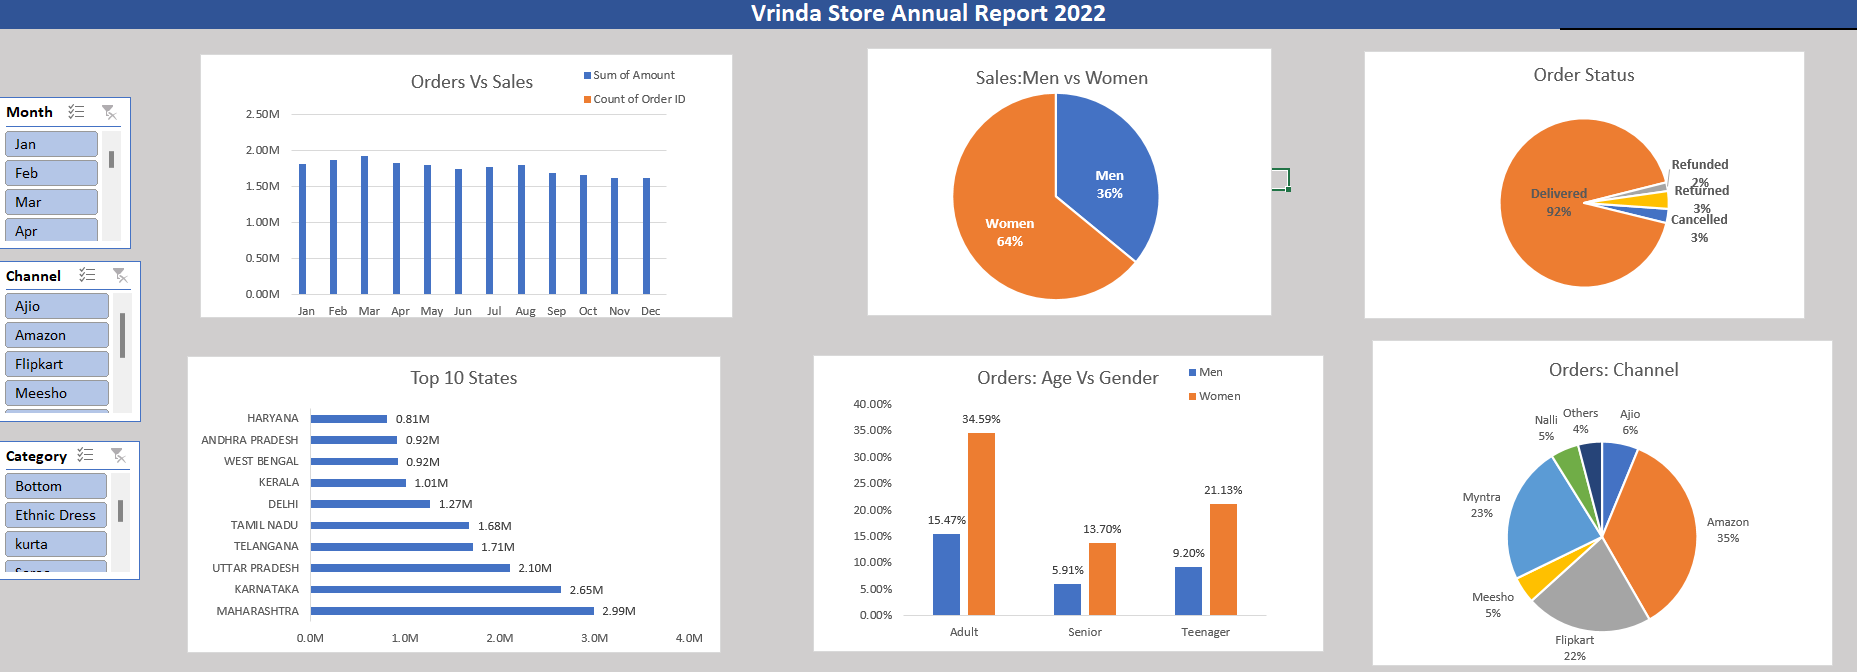 Vrinda Store Annual Report 2022
Month
Jan
Feb
Mar
Apr
Channel
Ajio
Amazon
Flipkart
Meesho
Category
Bottom
Ethnic Dress
kurta
Orders Vs Sales
Sum of Amount
Count of Order ID
2.50M
2.00M
1.50M
1.00M
0.50M
0.00M
Jan Feb Mar Apr May Jun Jul Aug Sep Oct Nov Dec
Sales:Men vs Women
Men
36%
Women
64%
Order Status
Delivered
92%
Refunded
2%
Returned
3%
Cancelled
3%
Top 10 States
HARYANA 0.81M
ANDHRA PRADESH 0.92M
WEST BENGAL 0.92M
KERALA 1.01M
DELHI 1.27M
TAMIL NADU 1.68M
TELANGANA 1.71M
UTTAR PRADESH 2.10M
KARNATAKA 2.65M
MAHARASHTRA 2.99M
0.0M 1.0M 2.0M 3.0M 4.0M
Orders: Age Vs Gender
Men
Women
40.00%
35.00%
30.00%
25.00%
20.00%
15.00%
10.00%
5.00%
0.00%
15.47%
34.59%
5.91%
13.70%
9.20%
21.13%
Adult Senior Teenager
Orders: Channel
Ajio
6%
Amazon
35%
Flipkart
22%
Meesho
5%
Myntra
23%
Nalli
5%
Others
4%